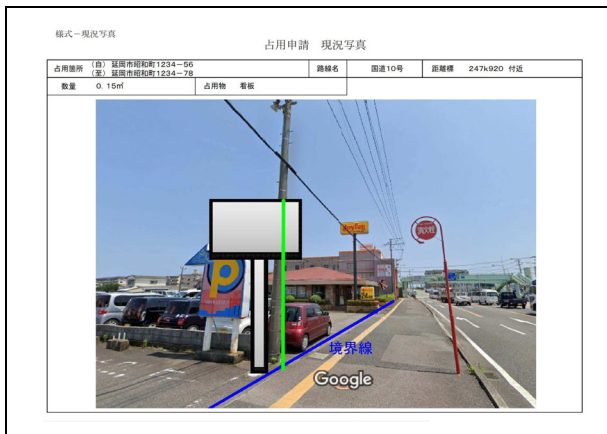 様式－現況写真
占用申請　現況写真
占用箇所　（自）延岡市昭和町1234－56　路線名　国道10号　距離標　247k920 付近
（至）延岡市昭和町1234－78
数量　0. 15㎡　占用物　看板
消火栓
p
境界線
Google